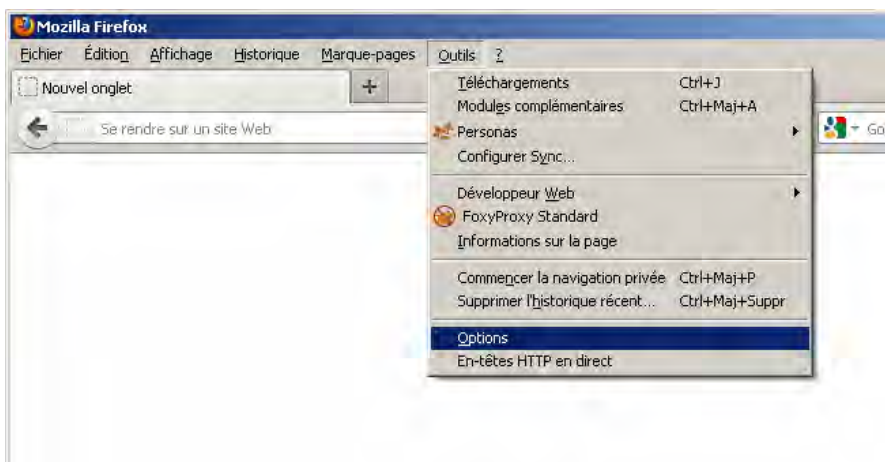 Mozilla Firefox
Fichier Édition Affichage Historique Marque-pages Outils ?
Nouvel onglet +
Se rendre sur un site Web Go
Téléchargements Ctrl+J
Modules complémentaires Ctrl+Maj+A
Personas
Configurer Sync...
Développeur Web
FoxyProxy Standard
Informations sur la page
Commencer la navigation privée Ctrl+Maj+P
Supprimer l'historique récent... Ctrl+Maj+Suppr
Options
En-têtes HTTP en direct